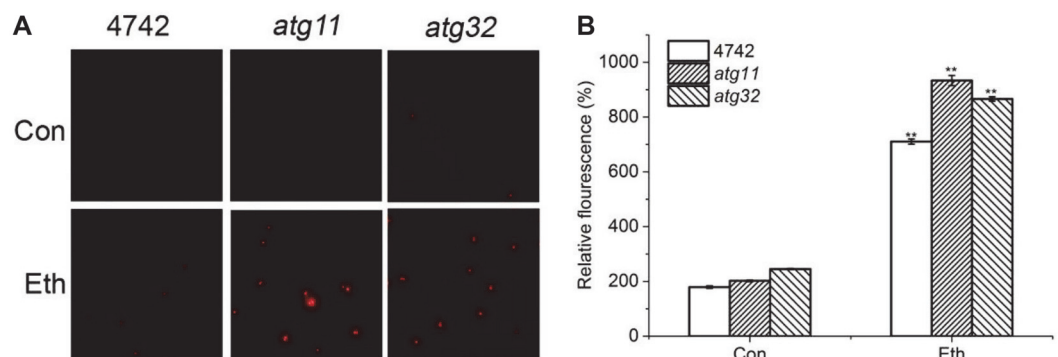 A
4742 atg11 atg32
Con
Eth
B
Relative flourescence (%)
1000
800
600
400
200
0
4742
atg11
atg32
** ** **
Con Eth